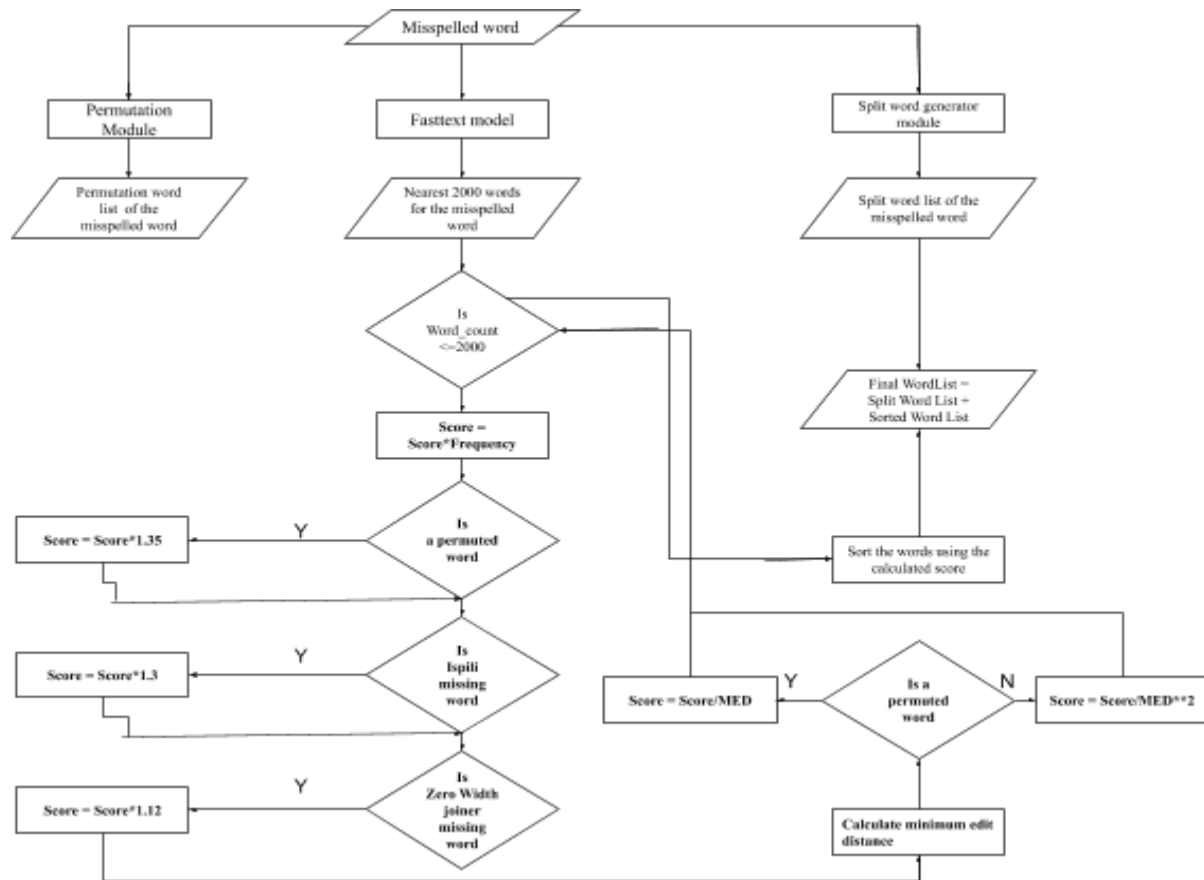 Misspelled word
Permutation
Module
Fasttext model
Split word generator
module
Permutation word
list of the
misspelled word
Nearest 2000 words
for the misspelled
word
Split word list of the
misspelled word
Is
Word_count
<=2000
Final WordList =
Split Word List +
Sorted Word List
Score =
Score*Frequency
Is
a permuted
word
Y
Score = Score*1.35
Sort the words using the
calculated score
Is
Ispili
missing
word
Y
Score = Score*1.3
Score = Score/MED
Y
Is a
permuted
word
N
Score = Score/MED**2
Is
Zero Width
joiner
missing
word
Y
Score = Score*1.12
Calculate minimum edit
distance